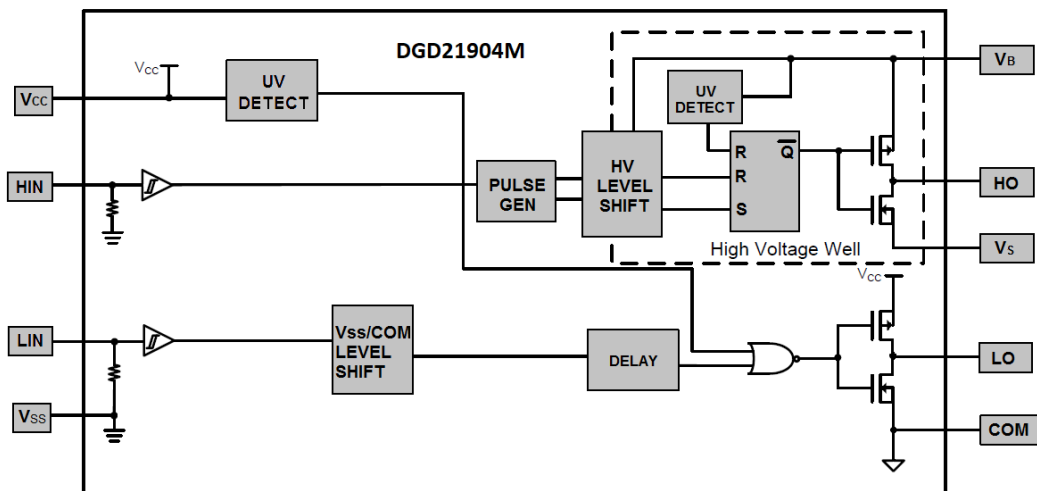 DGD21904M
VCC
VCC
UV
DETECT
VB
UV
DETECT
HIN
PULSE
GEN
HV
LEVEL
SHIFT
R
Q
R
S
HO
VS
High Voltage Well
VCC
LIN
Vss/COM
LEVEL
SHIFT
DELAY
LO
VSS
COM